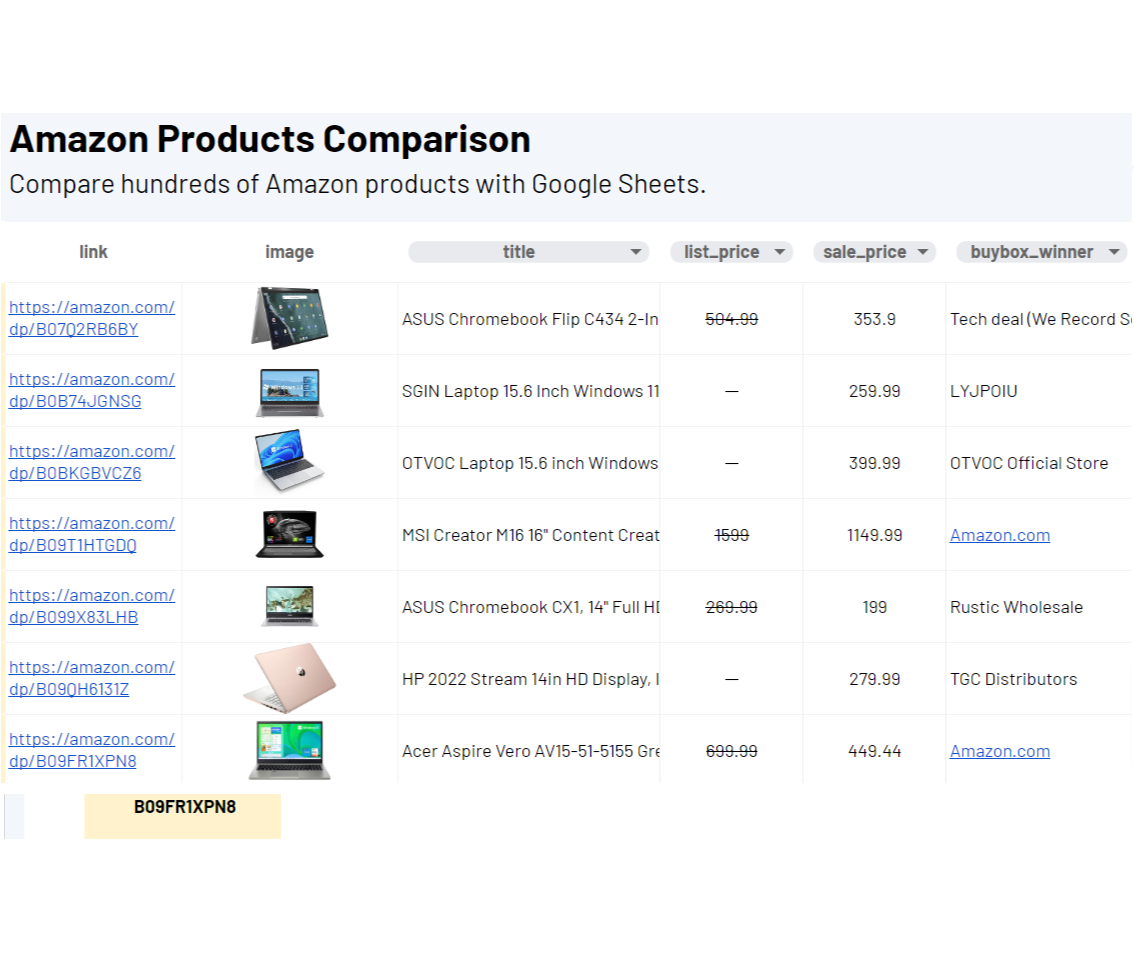 Amazon Products Comparison
Compare hundreds of Amazon products with Google Sheets.
link image title list_price sale_price buybox_winner
https://amazon.com/
dp/B07Q2RB6BY
ASUS Chromebook Flip C434 2-In 504.99 353.9 Tech deal (We Record S
https://amazon.com/
dp/B0B74JGNSG
SGIN Laptop 15.6 Inch Windows 11 — 259.99 LYJPOIU
https://amazon.com/
dp/B0BKGBVCZ6
OTVOC Laptop 15.6 inch Windows — 399.99 OTVOC Official Store
https://amazon.com/
dp/B09T1HTGDQ
MSI Creator M16 16" Content Creat 1599 1149.99 Amazon.com
https://amazon.com/
dp/B099X83LHB
ASUS Chromebook CX1, 14" Full HD 269.99 199 Rustic Wholesale
https://amazon.com/
dp/B09QH6131Z
HP 2022 Stream 14in HD Display, I — 279.99 TGC Distributors
https://amazon.com/
dp/B09FR1XPN8
Acer Aspire Vero AV15-51-5155 Gre 699.99 449.44 Amazon.com
B09FR1XPN8